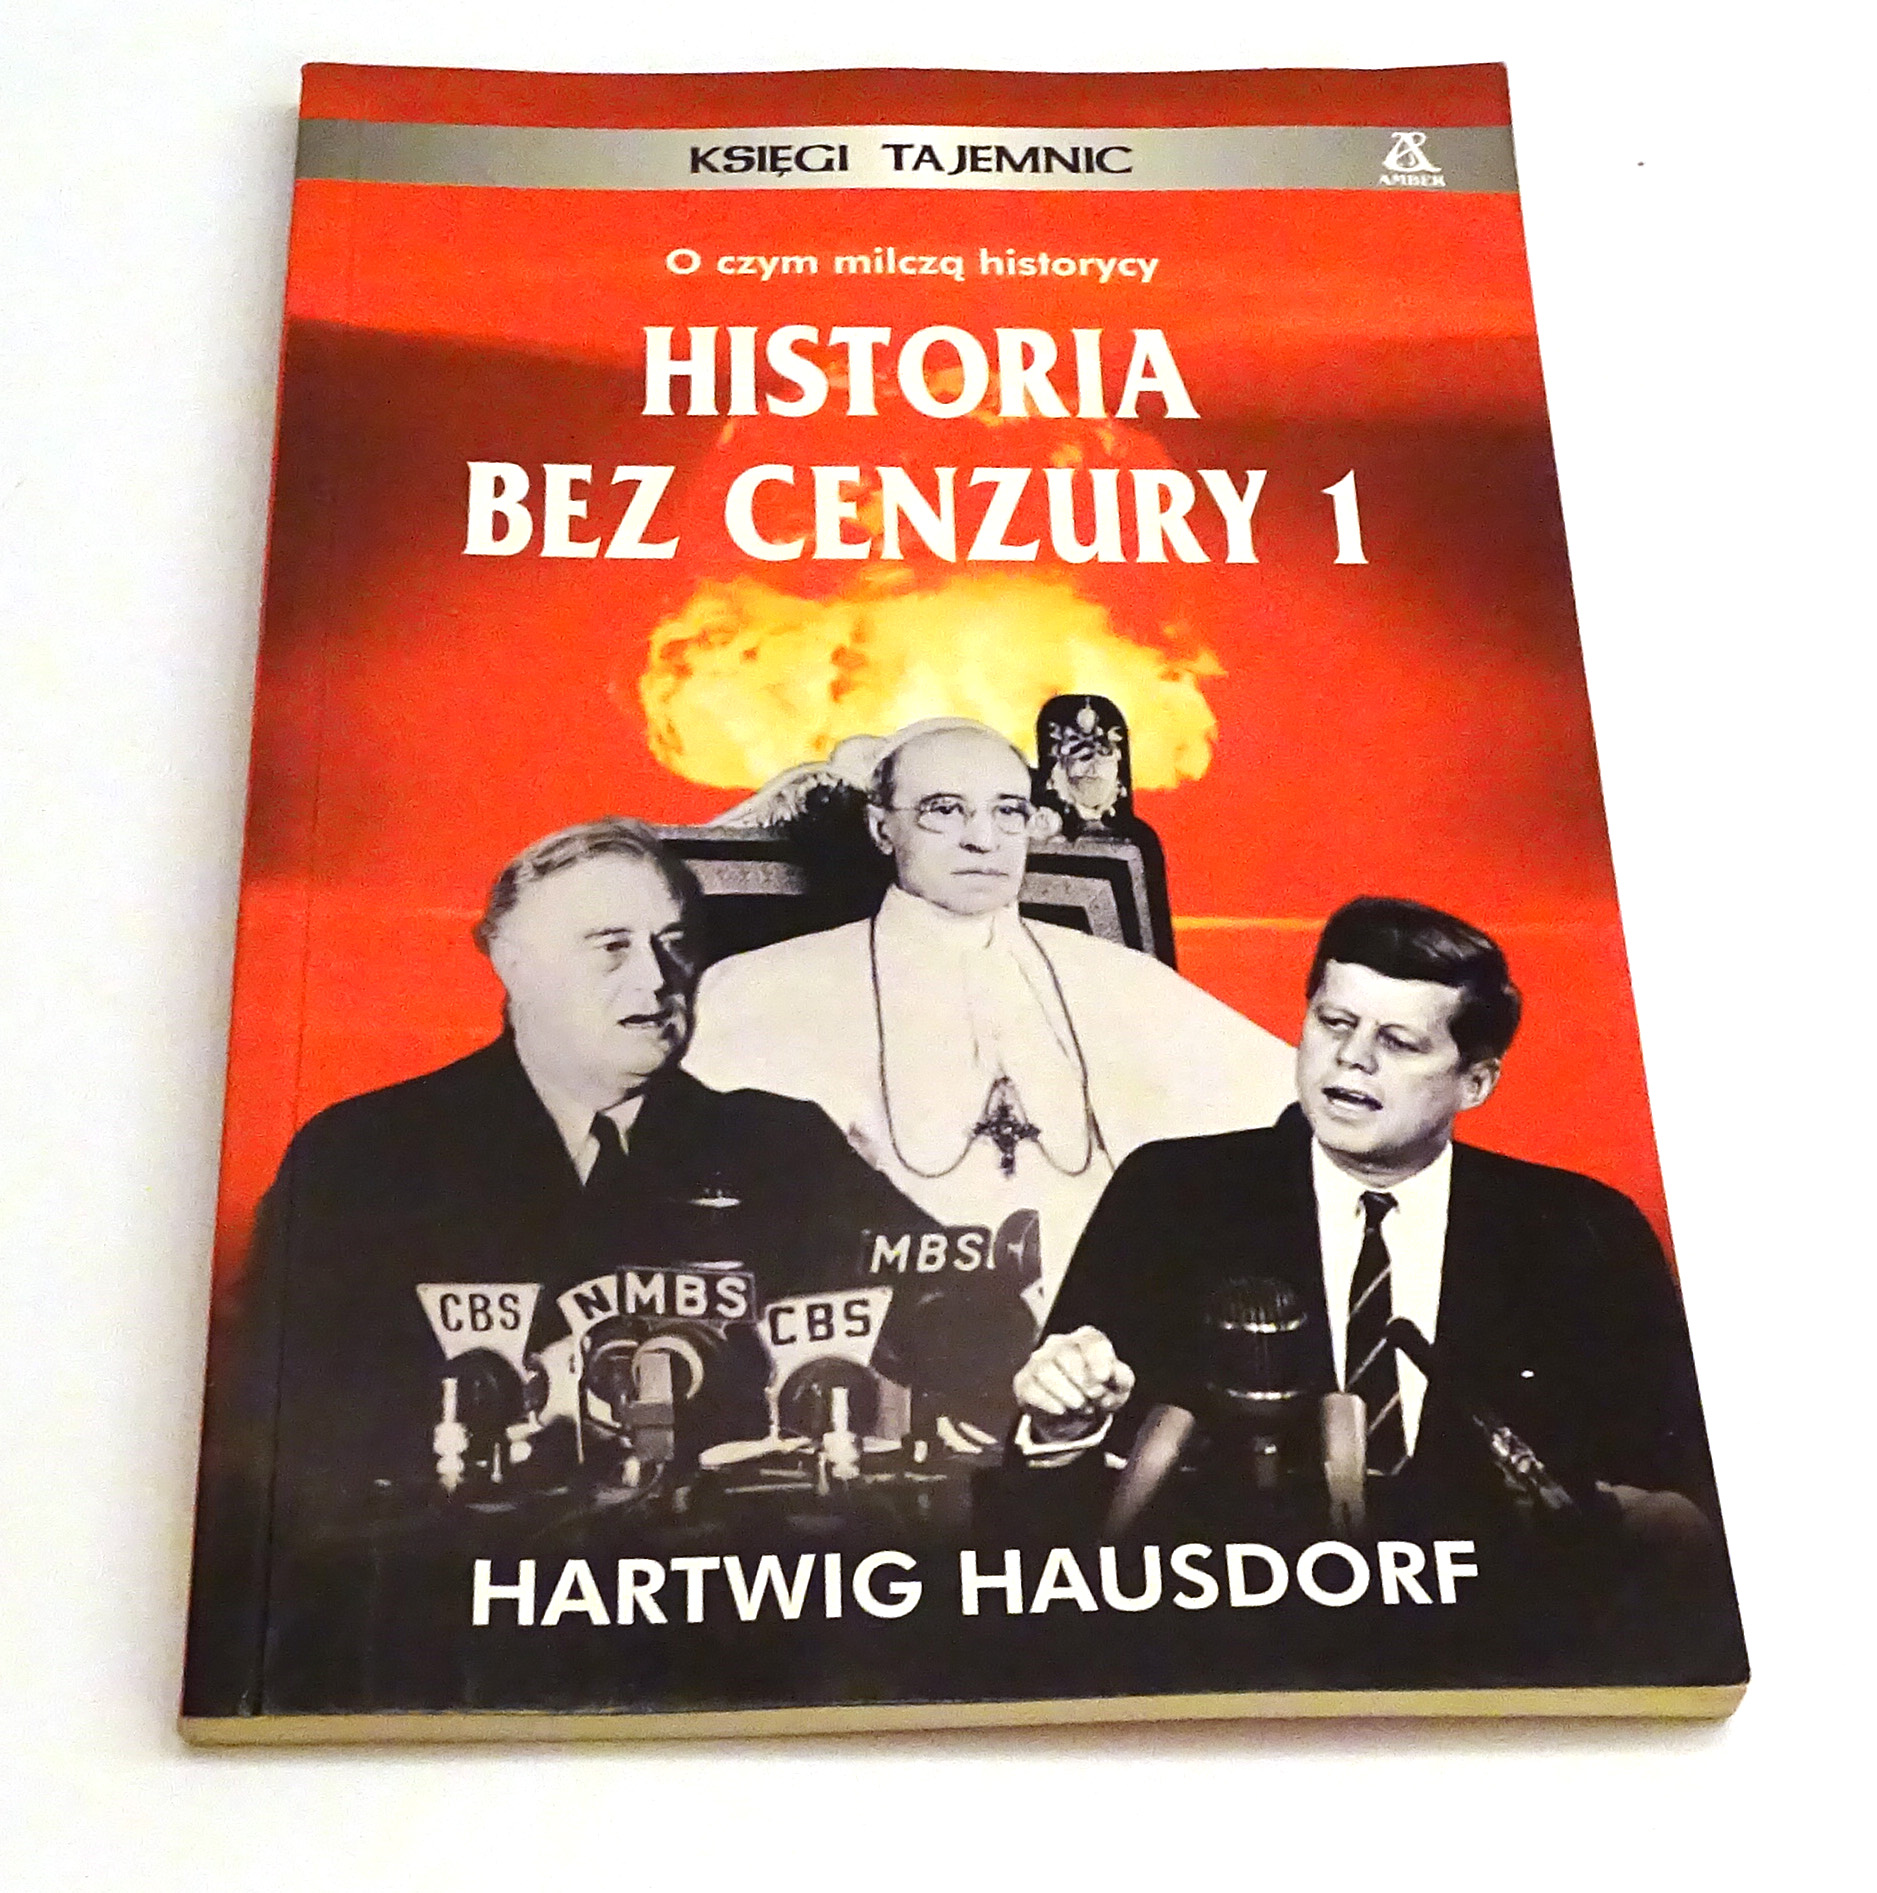 KSIĘGI TAJEMNIC
AMBER
O czym milczą historycy
HISTORIA
BEZ CENZURY 1
MBS
CBS
NMBS
CBS
HARTWIG HAUSDORF